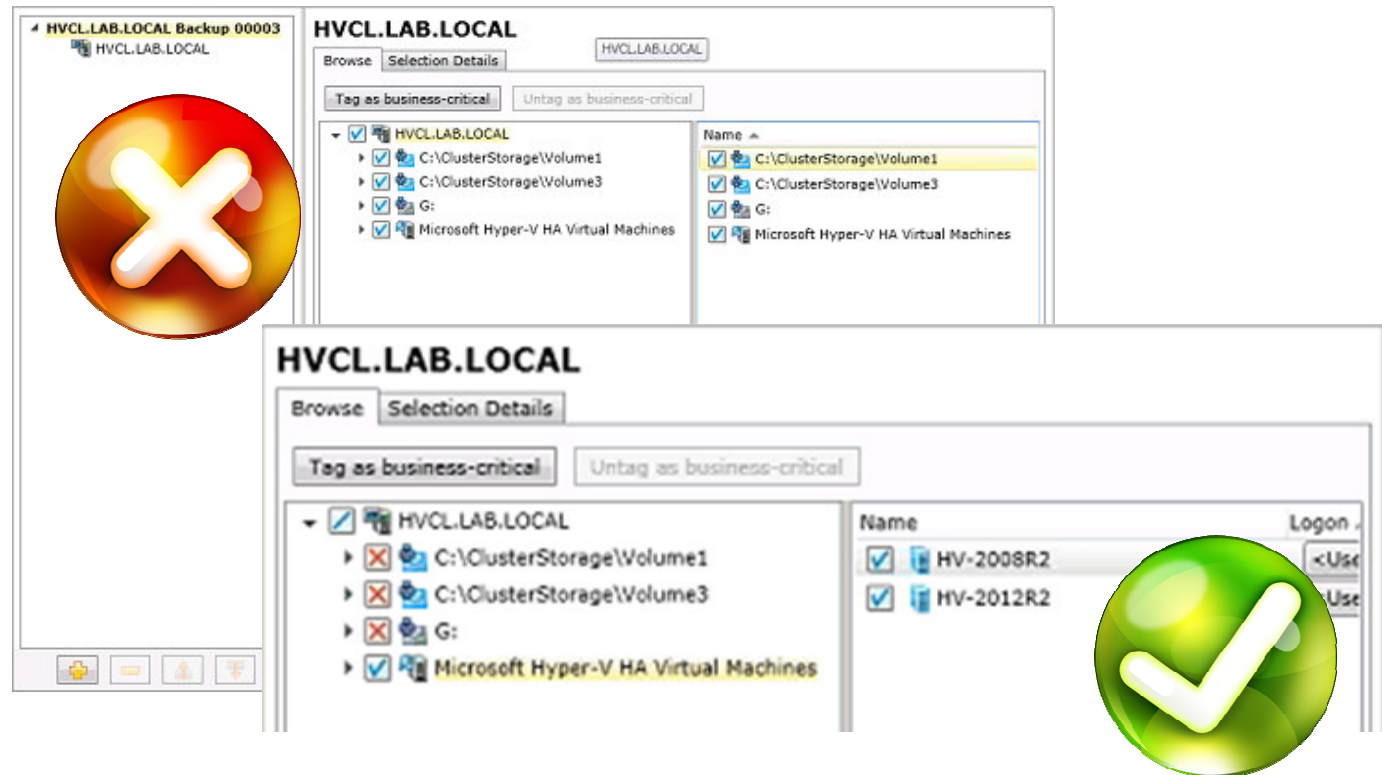 HVCL.LAB.LOCAL Backup 00003
HVCL.LAB.LOCAL
HVCL.LAB.LOCAL
HVCL.LAB.LOCAL
Browse
Selection Details
Tag as business-critical
Untag as business-critical
HVCL.LAB.LOCAL
C:\ClusterStorage\Volume1
C:\ClusterStorage\Volume3
G:
Microsoft Hyper-V HA Virtual Machines
Name
C:\ClusterStorage\Volume1
C:\ClusterStorage\Volume3
G:
Microsoft Hyper-V HA Virtual Machines
HVCL.LAB.LOCAL
Browse
Selection Details
Tag as business-critical
Untag as business-critical
HVCL.LAB.LOCAL
C:\ClusterStorage\Volume1
C:\ClusterStorage\Volume3
G:
Microsoft Hyper-V HA Virtual Machines
Name
Logon
HV-2008R2
<Use
HV-2012R2
<Use